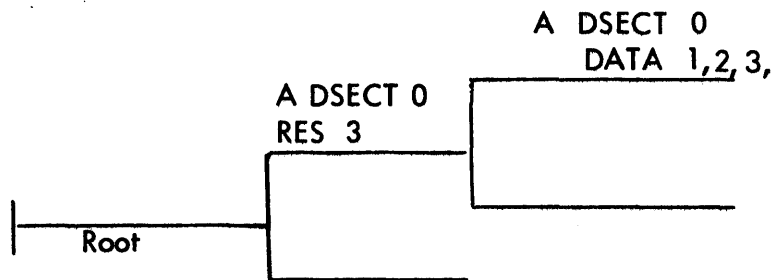 A DSECT 0
DATA 1,2,3,
A DSECT 0
RES 3
Root